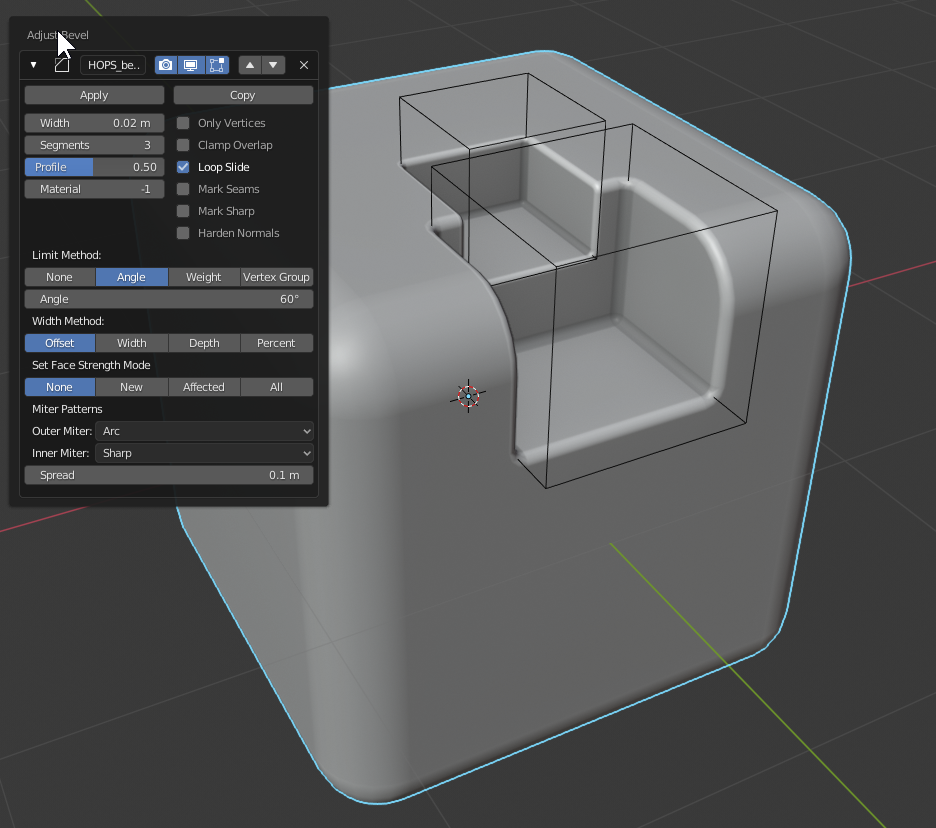 Adjust Bevel
HOPS_be..
Apply Copy
Width 0.02 m Only Vertices
Segments 3 Clamp Overlap
Profile 0.50 Loop Slide
Material -1 Mark Seams
Mark Sharp
Harden Normals
Limit Method:
None Angle Weight Vertex Group
Angle 60°
Width Method:
Offset Width Depth Percent
Set Face Strength Mode
None New Affected All
Miter Patterns
Outer Miter: Arc
Inner Miter: Sharp
Spread 0.1 m